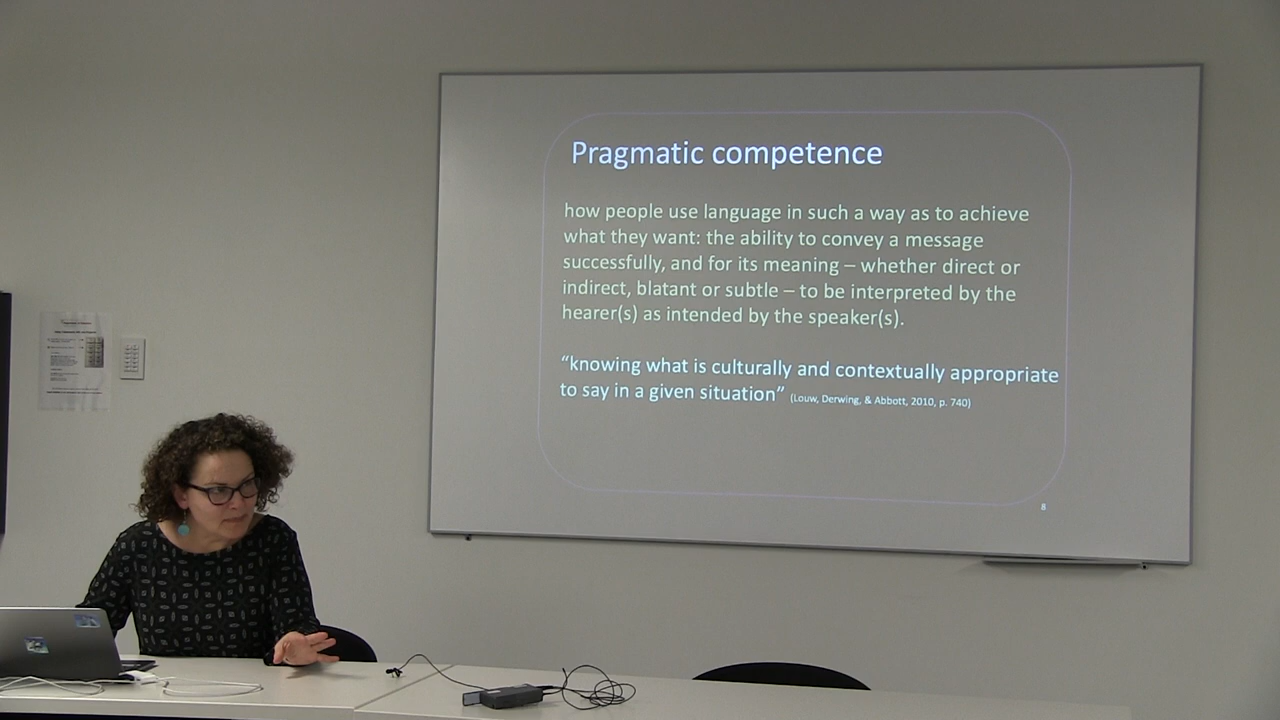 Pragmatic competence
how people use language in such a way as to achieve
what they want: the ability to convey a message
successfully, and for its meaning – whether direct or
indirect, blatant or subtle – to be interpreted by the
hearer(s) as intended by the speaker(s).
“knowing what is culturally and contextually appropriate
to say in a given situation” (Louw, Derwing, & Abbott, 2010, p. 740)
8